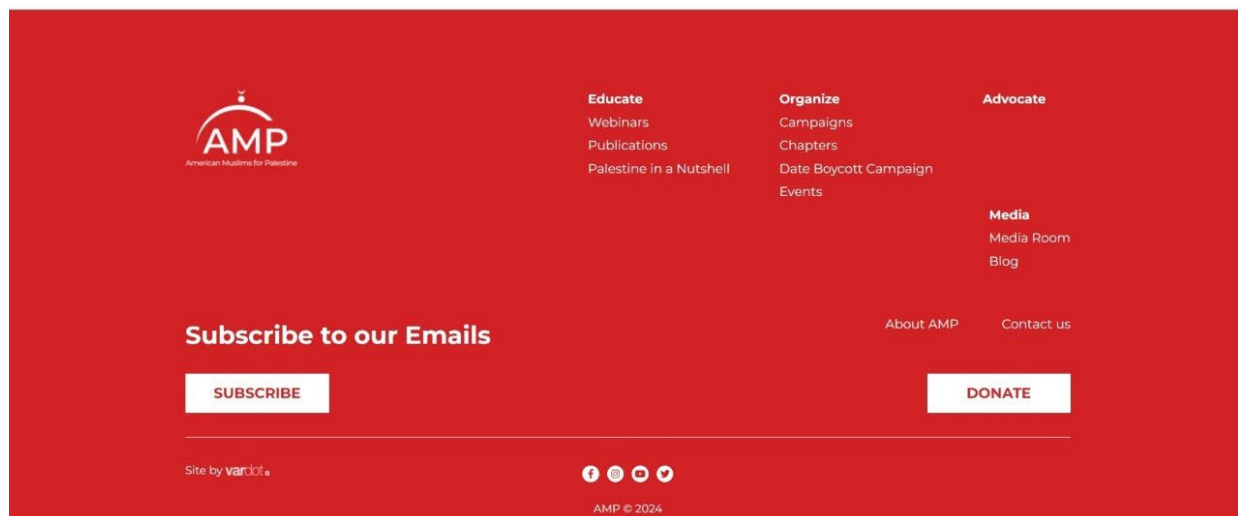 AMP
American Muslims for Palestine
Educate
Webinars
Publications
Palestine in a Nutshell
Organize
Campaigns
Chapters
Date Boycott Campaign
Events
Advocate
Media
Media Room
Blog
Subscribe to our Emails
About AMP
Contact us
SUBSCRIBE
DONATE
Site by vardot
AMP © 2024